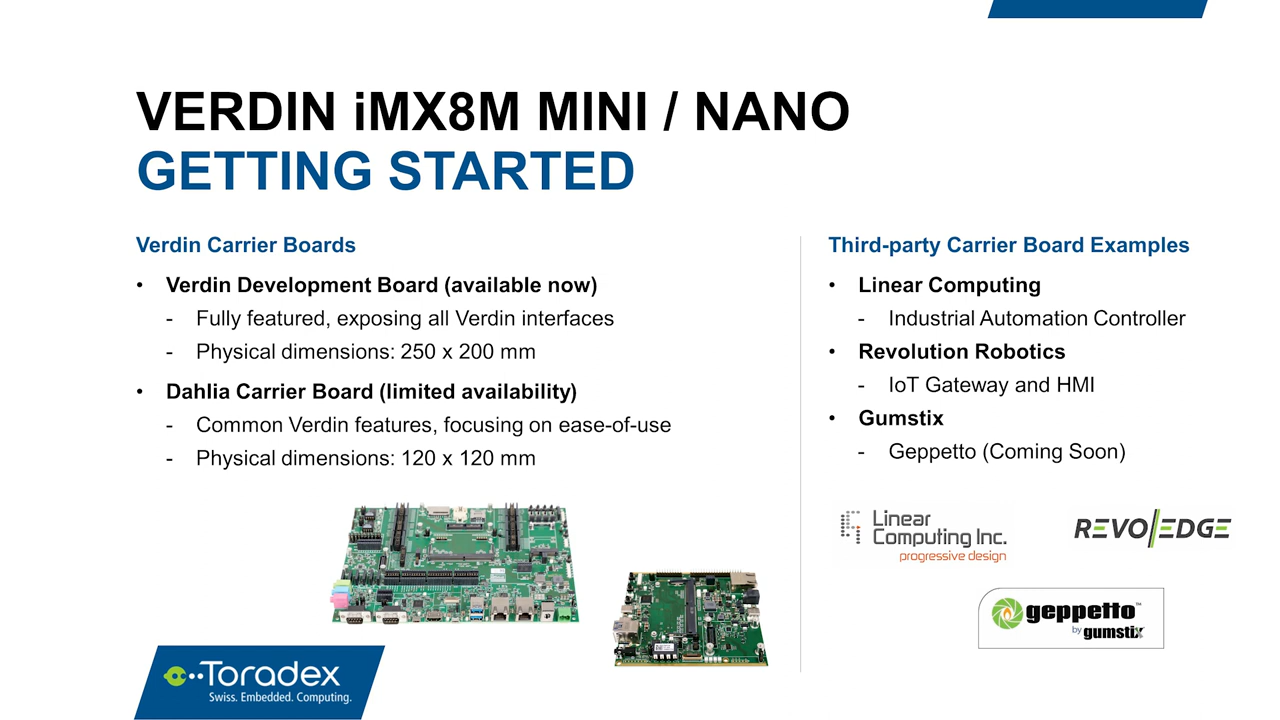 VERDIN iMX8M MINI / NANO
GETTING STARTED
Verdin Carrier Boards
• Verdin Development Board (available now)
- Fully featured, exposing all Verdin interfaces
- Physical dimensions: 250 x 200 mm
• Dahlia Carrier Board (limited availability)
- Common Verdin features, focusing on ease-of-use
- Physical dimensions: 120 x 120 mm
Third-party Carrier Board Examples
• Linear Computing
- Industrial Automation Controller
• Revolution Robotics
- IoT Gateway and HMI
• Gumstix
- Geppetto (Coming Soon)
Linear
Computing Inc.
progressive design
REVO/EDGE
geppetto™
by gumstix
Toradex
Swiss. Embedded. Computing.